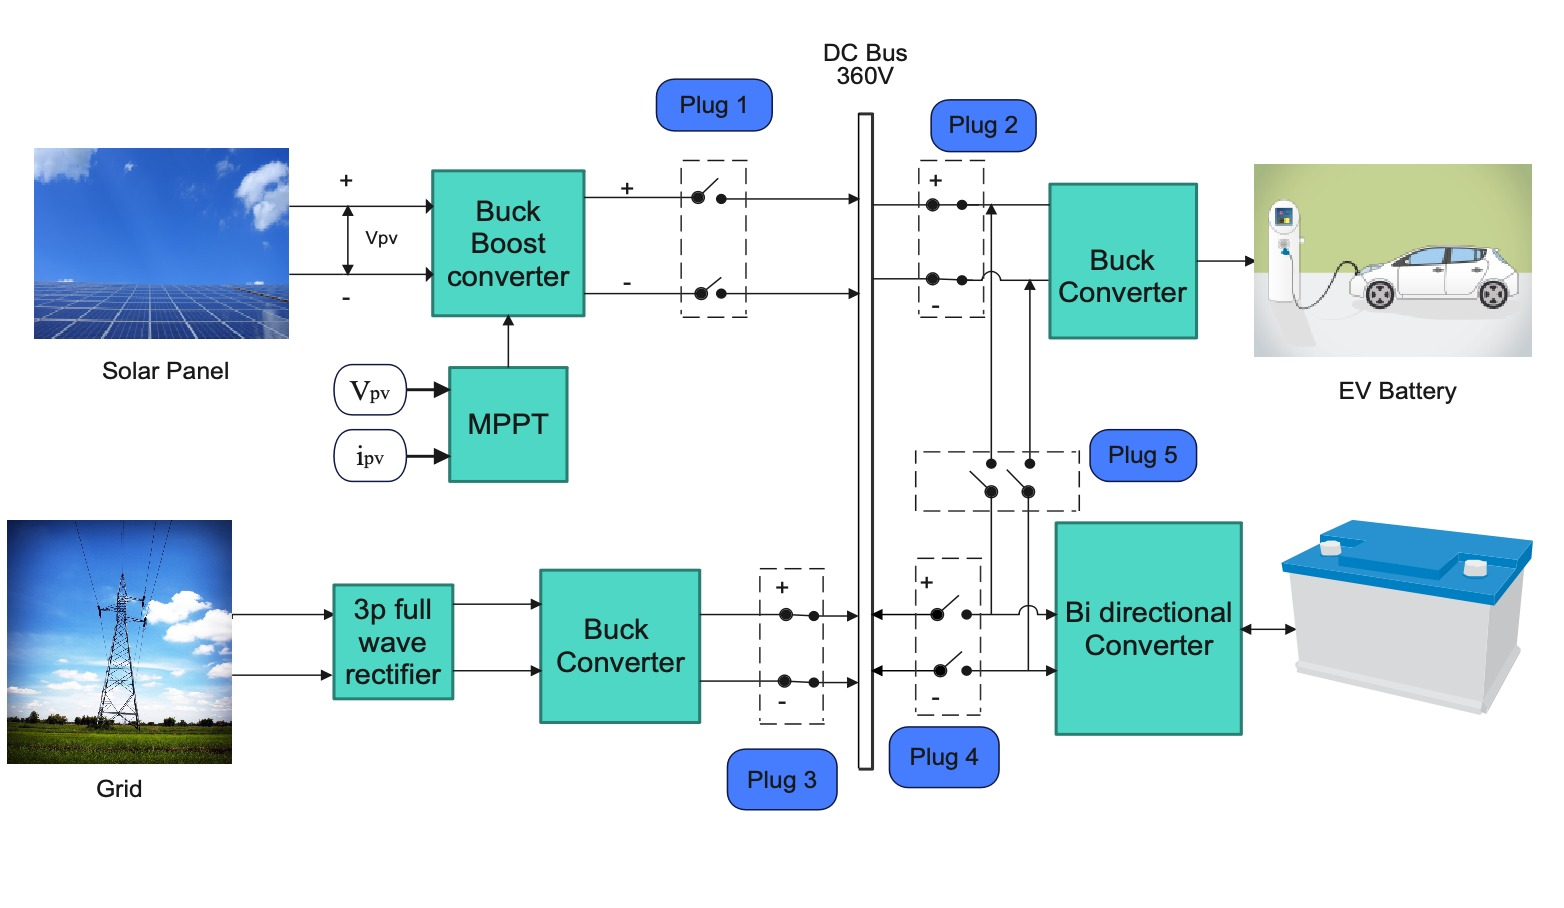 DC Bus
360V
Plug 1
Plug 2
+
-
Vpv
Buck
Boost
converter
+
-
+
-
Buck
Converter
Solar Panel
EV Battery
Vpv
ipv
MPPT
Plug 5
Grid
3p full
wave
rectifier
Buck
Converter
+
-
+
-
Bi directional
Converter
Plug 3
Plug 4